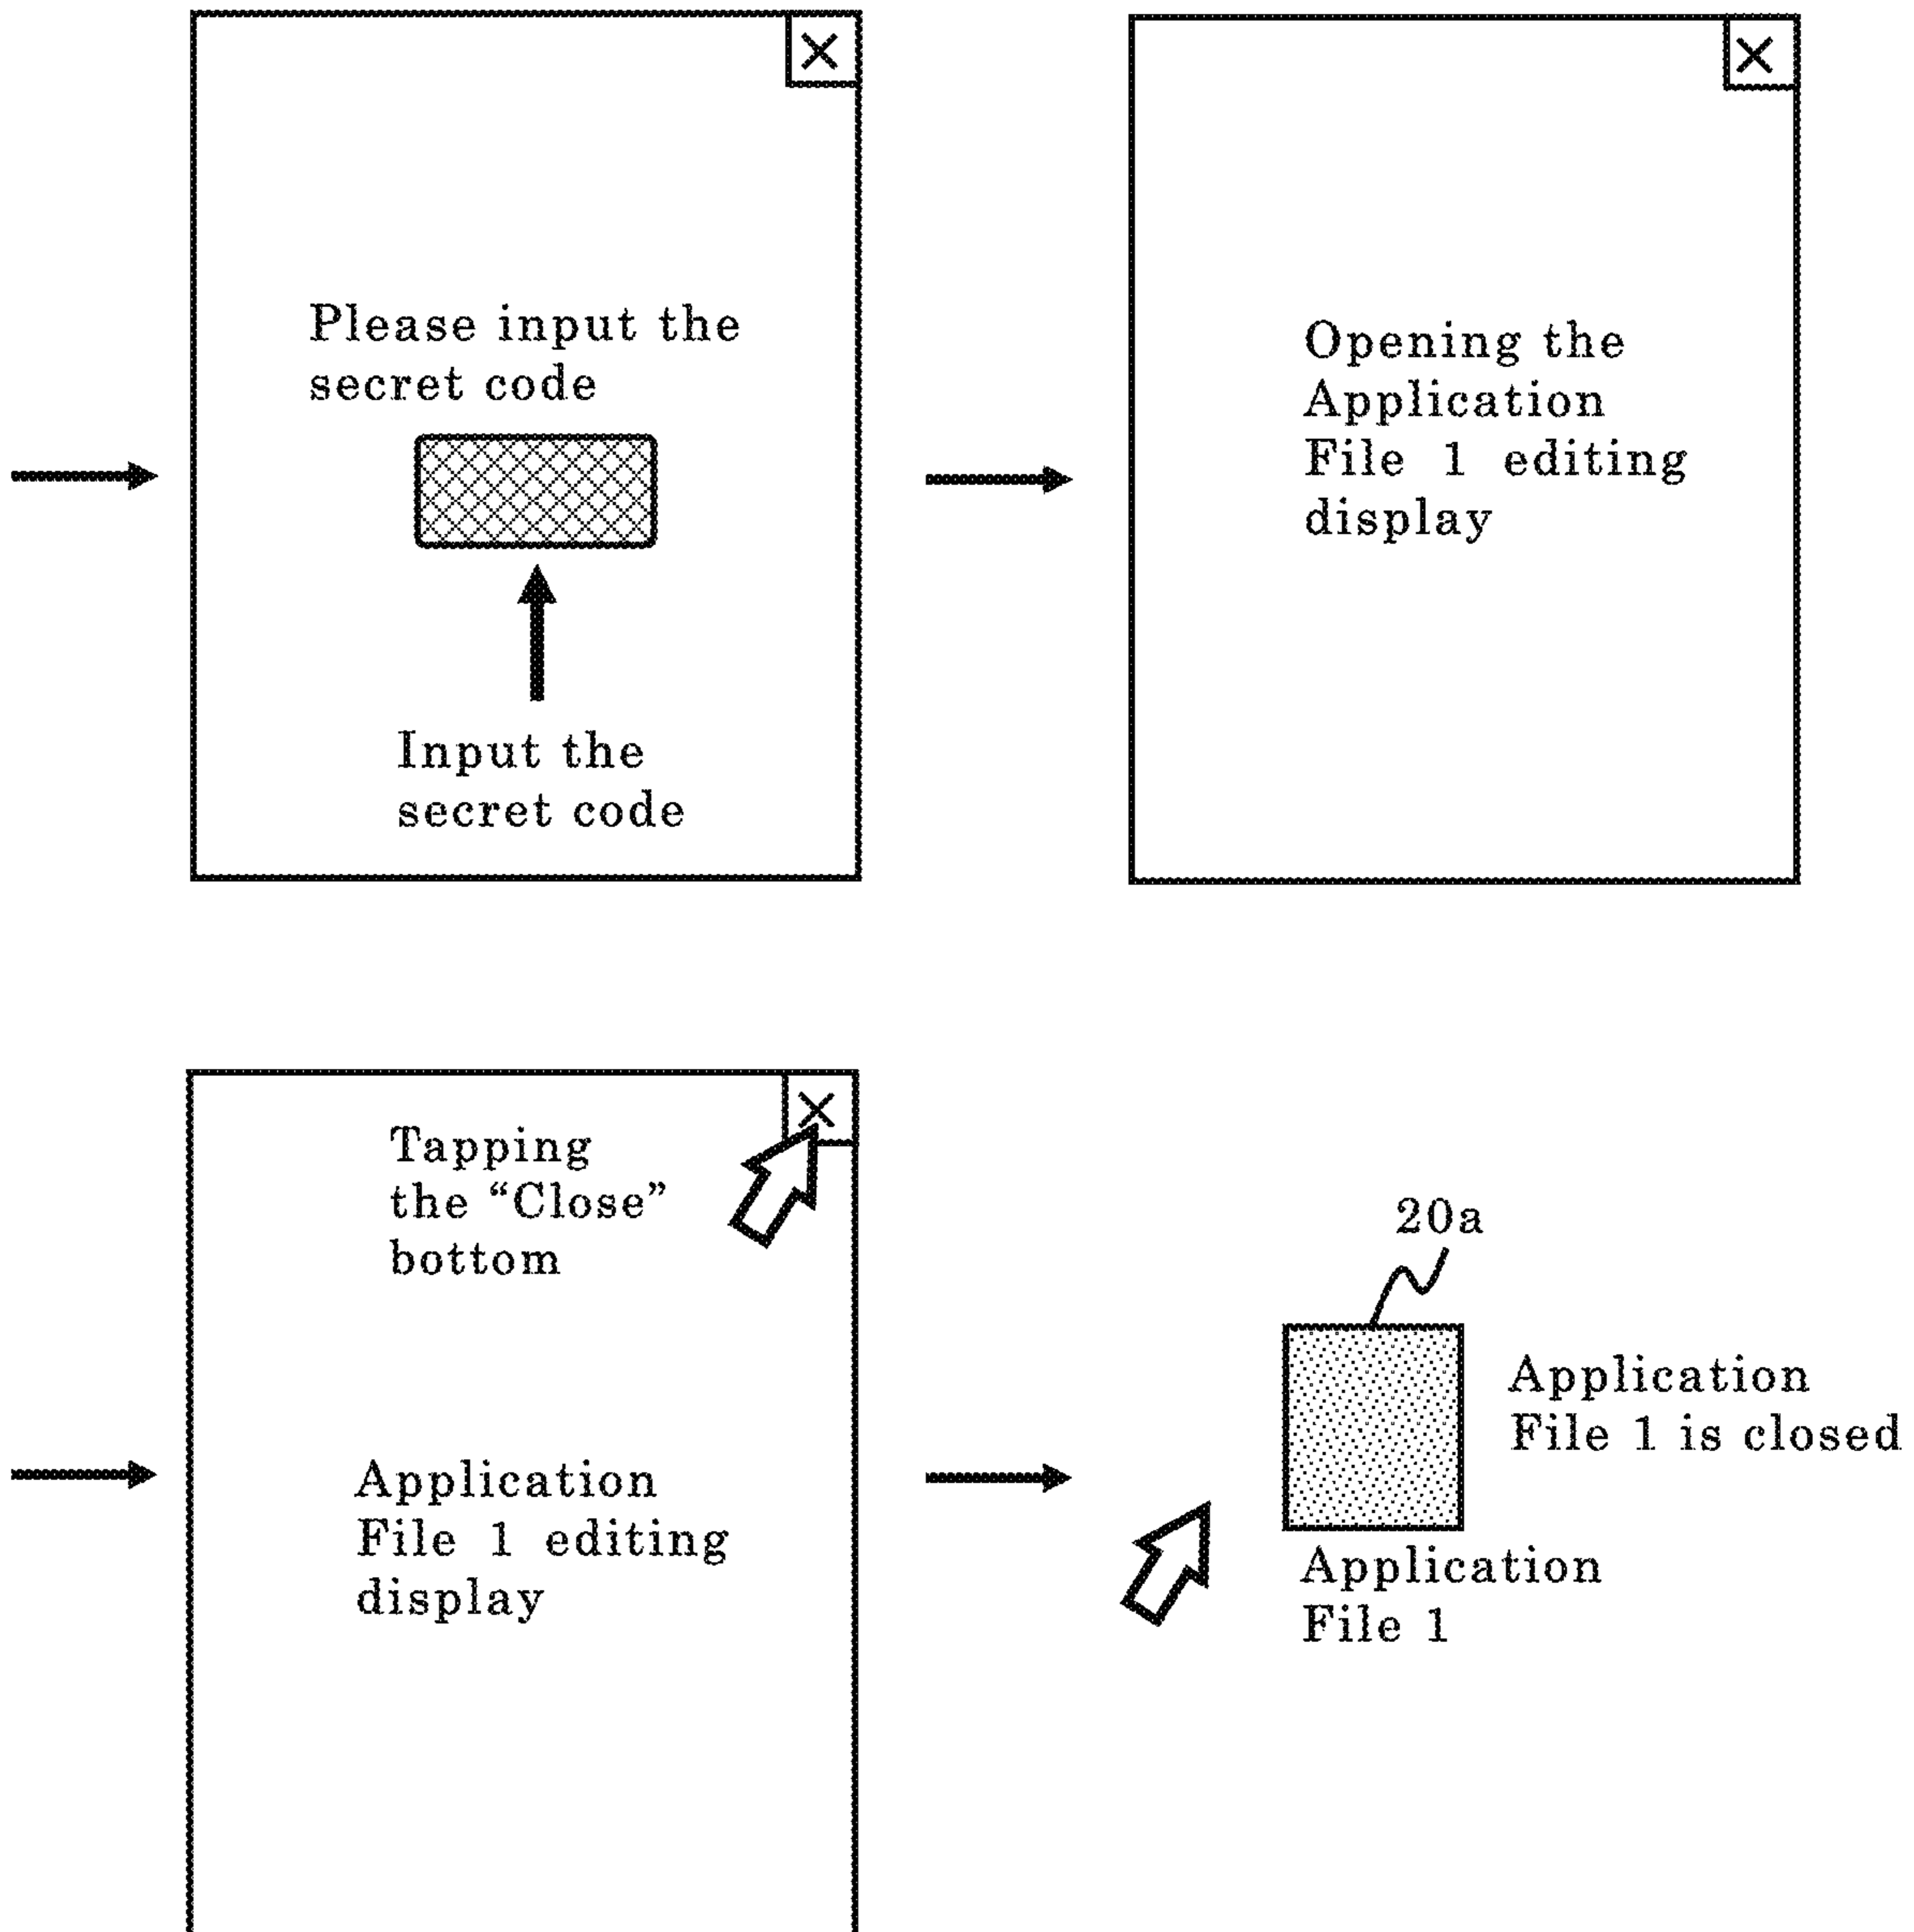 Please input the
secret code
Input the
secret code
Opening the
Application
File 1 editing
display
Tapping
the “Close”
bottom
Application
File 1 editing
display
20a
Application
File 1 is closed
Application
File 1